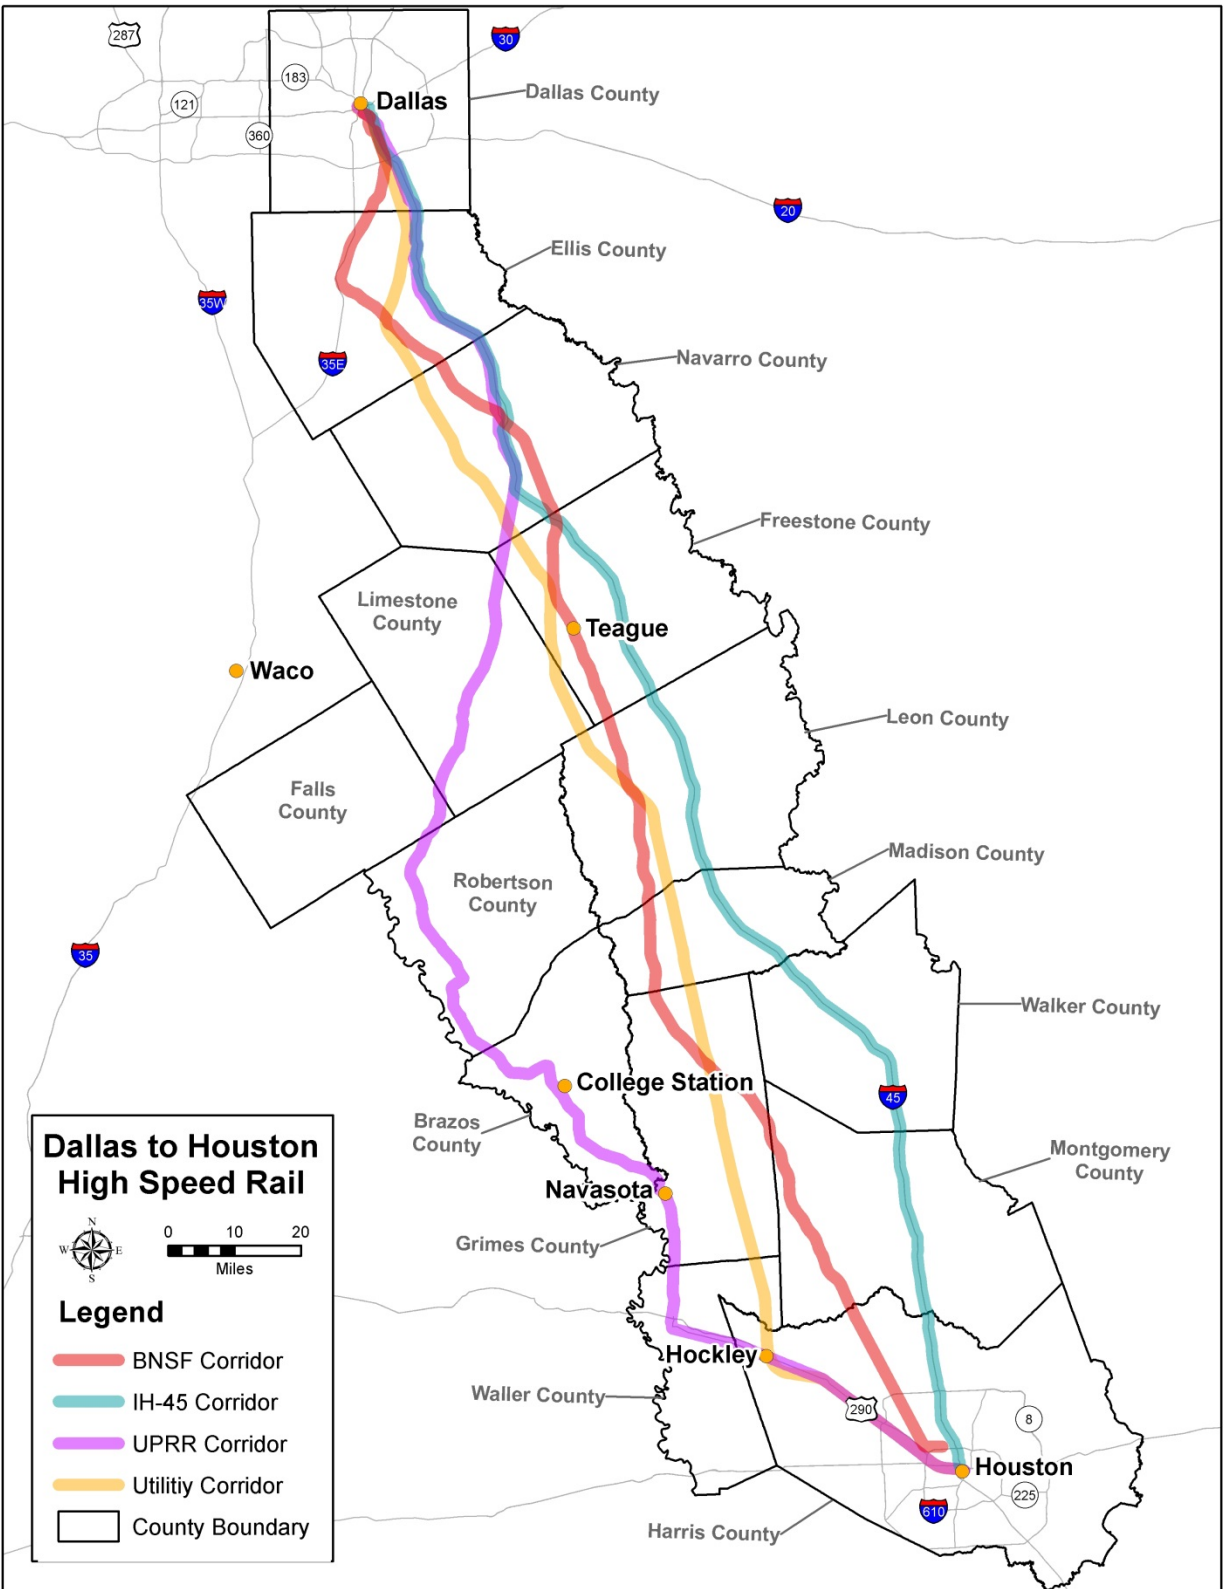 287
30
183
Dallas
Dallas County
121
360
20
Ellis County
35W
Navarro County
35E
Freestone County
Limestone
County
Teague
Waco
Leon County
Falls
County
Madison County
Robertson
County
35
Walker County
College Station
45
Brazos
County
Montgomery
County
Navasota
Grimes County
Hockley
Waller County
290
8
Houston
225
610
Harris County
Dallas to Houston
High Speed Rail
N
W E
S
0 10 20
Miles
Legend
BNSF Corridor
IH-45 Corridor
UPRR Corridor
Utilitiy Corridor
County Boundary